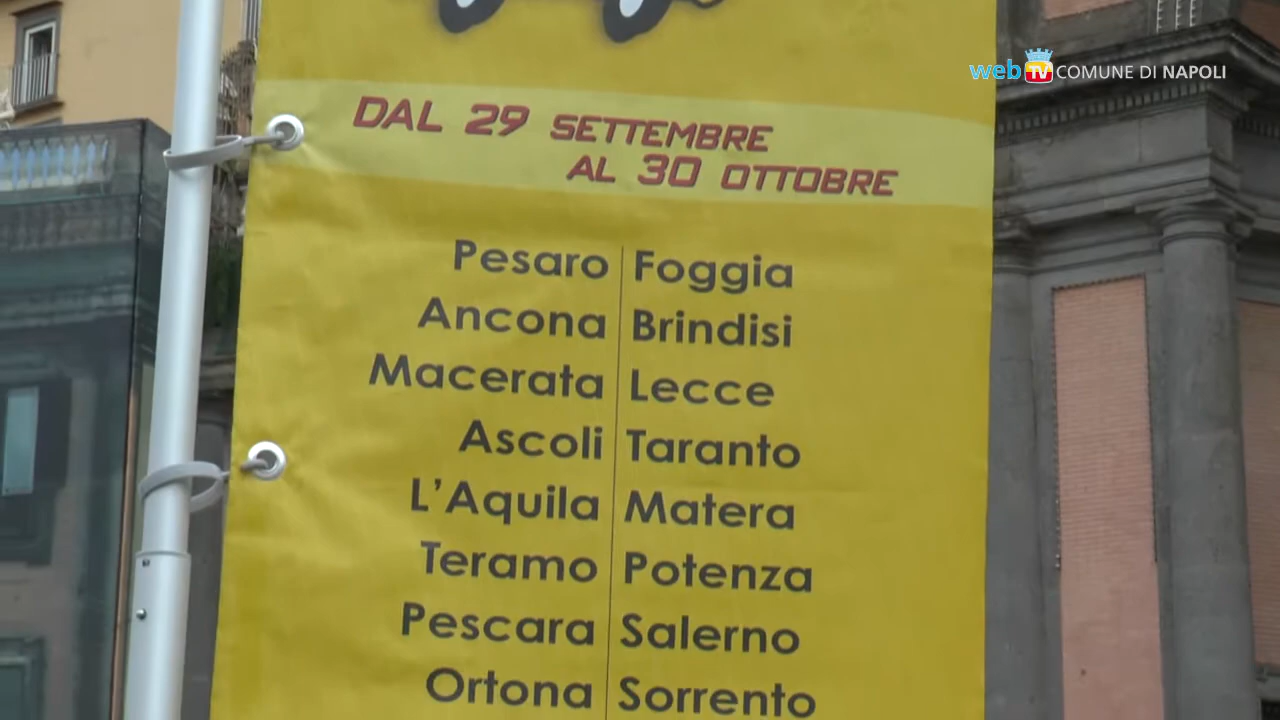 web TV COMUNE DI NAPOLI
DAL 29 SETTEMBRE
AL 30 OTTOBRE
Pesaro
Ancona
Macerata
Ascoli
L'Aquila
Teramo
Pescara
Ortona
Foggia
Brindisi
Lecce
Taranto
Matera
Potenza
Salerno
Sorrento